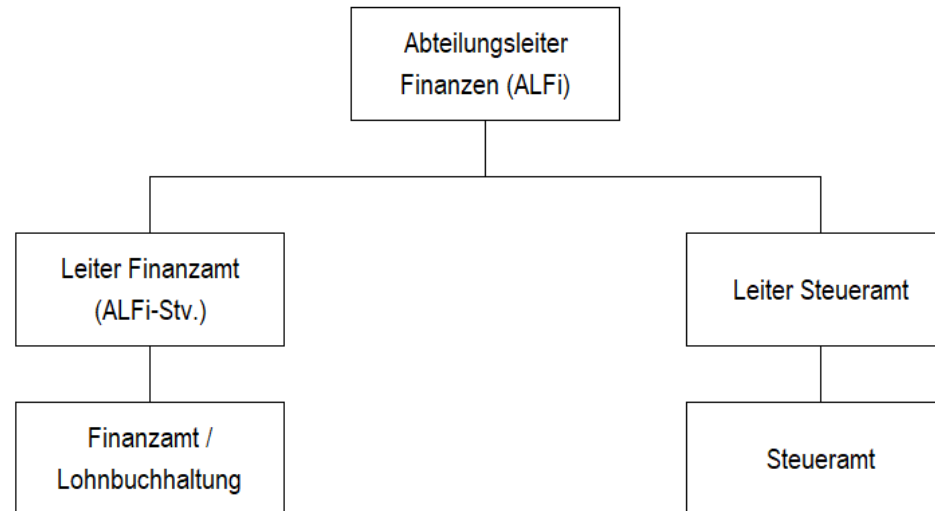 Abteilungsleiter
Finanzen (ALFi)
Leiter Finanzamt
(ALFi-Stv.)
Leiter Steueramt
Finanzamt /
Lohnbuchhaltung
Steueramt